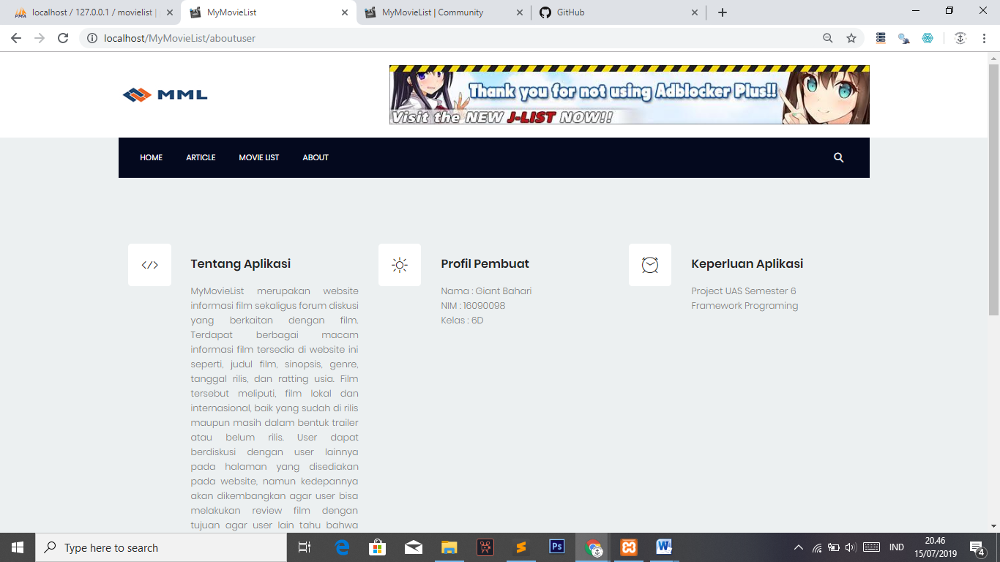 localhost / 127.0.0.1 / movielist |
MyMovieList
MyMovieList | Community
GitHub
localhost/MyMovieList/aboutuser
MML
Thank you for not using Adblocker Plus!!
Visit the NEW J-LIST NOW!!
HOME
ARTICLE
MOVIE LIST
ABOUT
Tentang Aplikasi
MyMovieList merupakan website
informasi film sekaligus forum diskusi
yang berkaitan dengan film.
Terdapat berbagai macam
informasi film tersedia di website ini
seperti, judul film, sinopsis, genre,
tanggal rilis, dan ratting usia. Film
tersebut meliputi, film lokal dan
internasional, baik yang sudah di rilis
maupun masih dalam bentuk trailer
atau belum rilis. User dapat
berdiskusi dengan user lainnya
pada halaman yang disediakan
pada website, namun kedepannya
akan dikembangkan agar user bisa
melakukan review film dengan
tujuan agar user lain tahu bahwa
Profil Pembuat
Nama : Giant Bahari
NIM : 16090098
Kelas : 6D
Keperluan Aplikasi
Project UAS Semester 6
Framework Programing
Type here to search
Ps
IND
20.46
15/07/2019
4